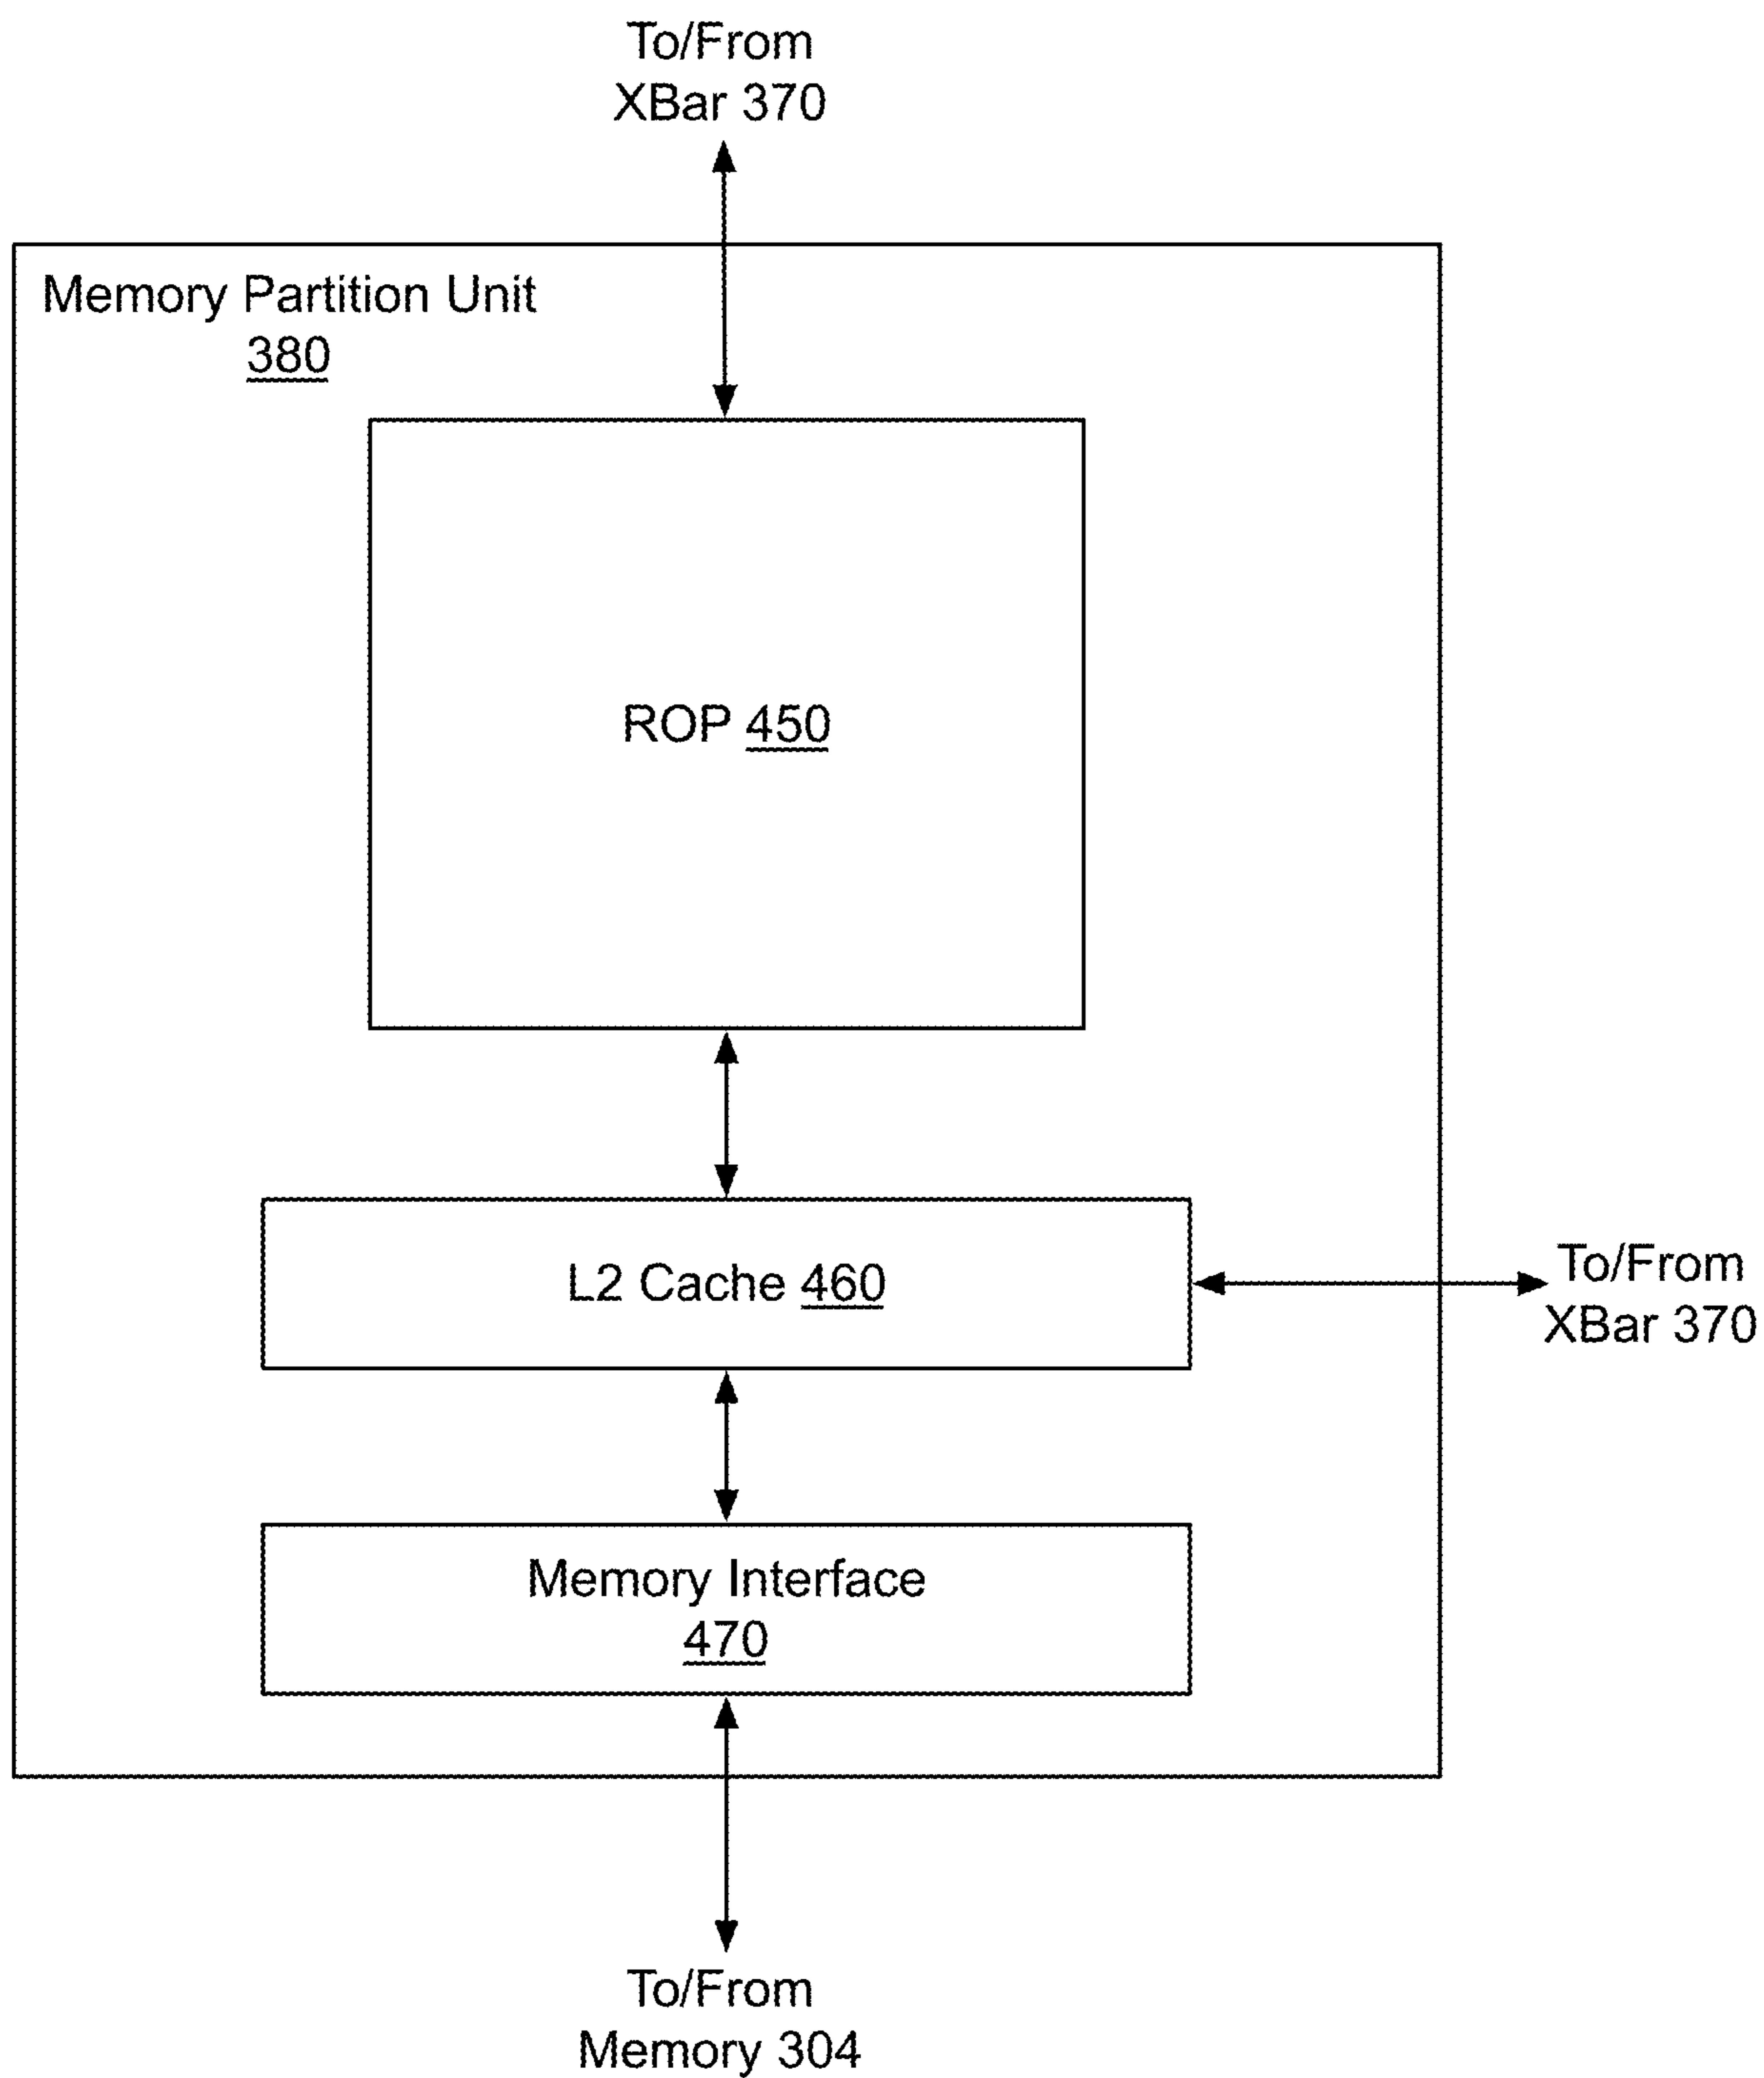 To/From
XBar 370
Memory Partition Unit
380
ROP 450
L2 Cache 460
To/From
XBar 370
Memory Interface
470
To/From
Memory 304